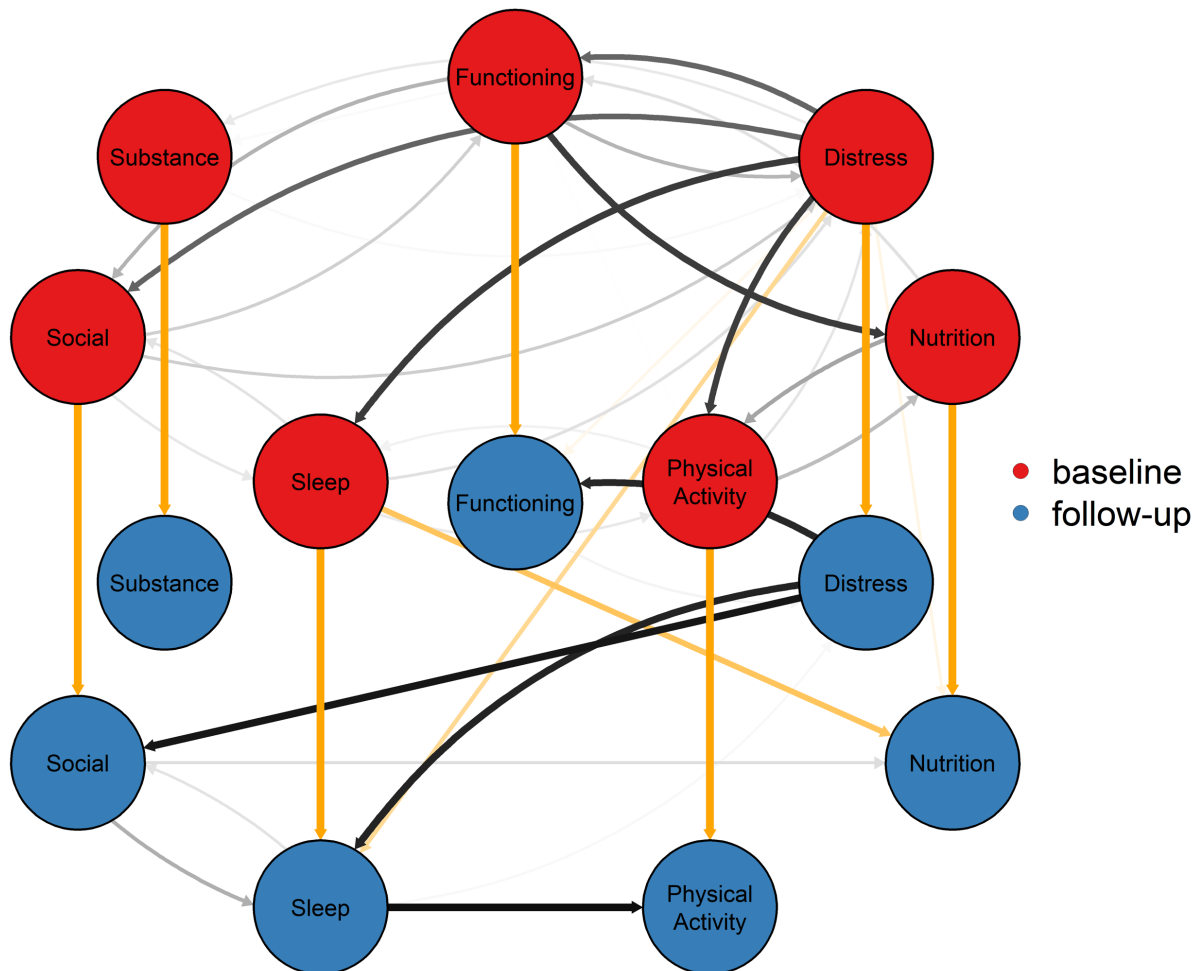 Functioning
Substance
Distress
Social
Nutrition
Sleep
Physical
Activity
Functioning
baseline
follow-up
Substance
Distress
Social
Nutrition
Sleep
Physical
Activity